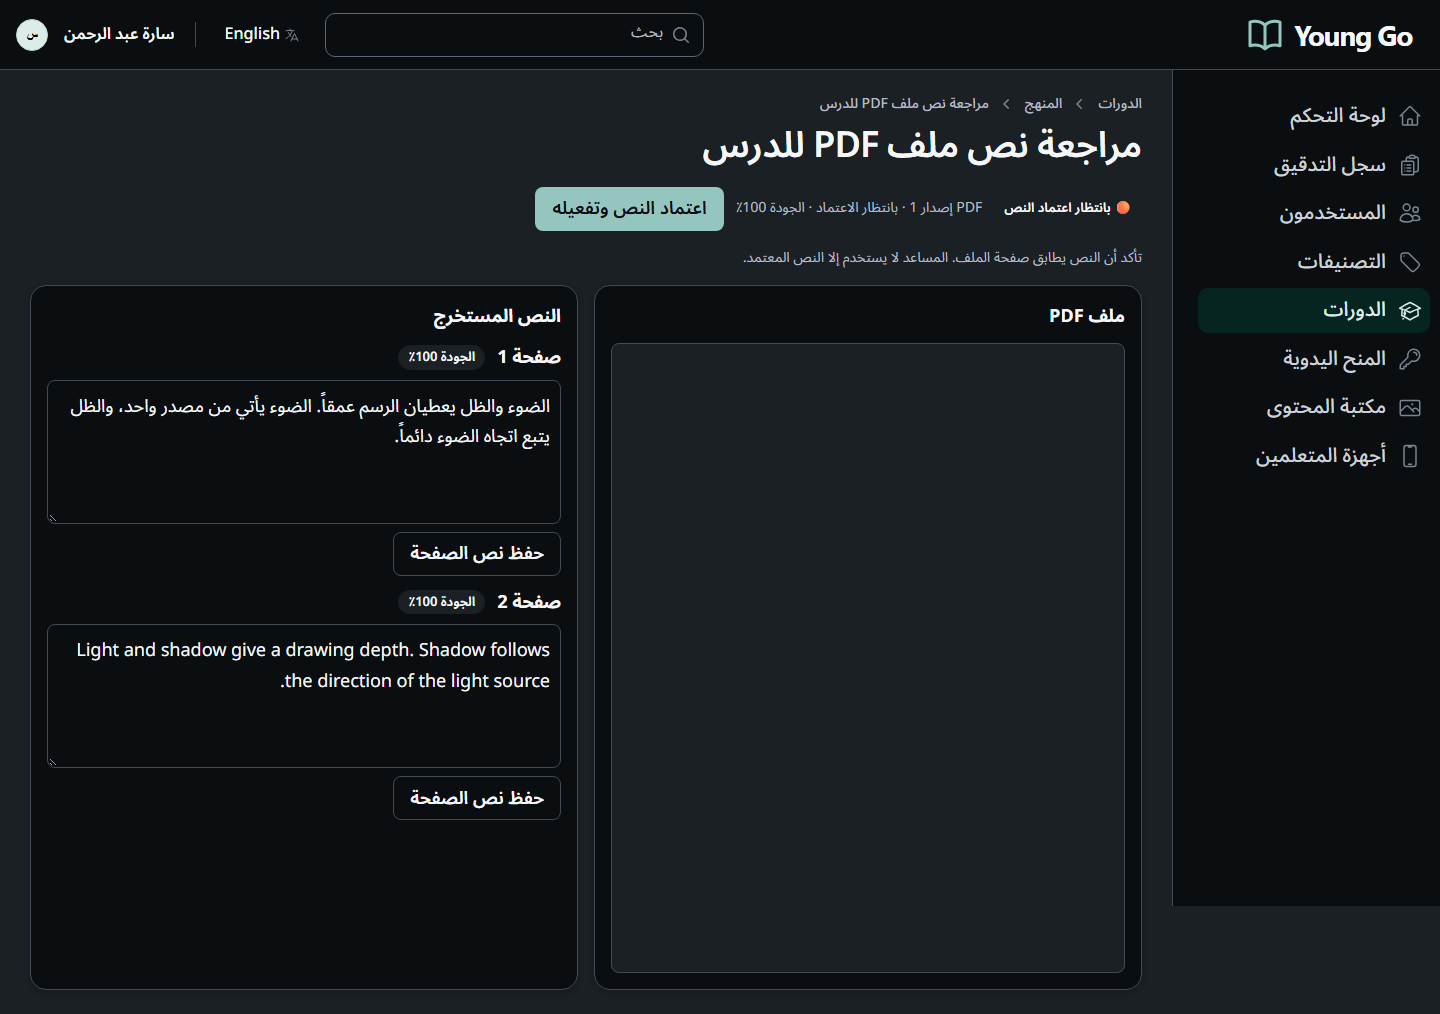 Young Go
بحث
English
سارة عبد الرحمن
س
لوحة التحكم
سجل التدقيق
المستخدمون
التصنيفات
الدورات
المنح اليدوية
مكتبة المحتوى
أجهزة المتعلمين
الدورات
المنهج
مراجعة نص ملف PDF للدرس
مراجعة نص ملف PDF للدرس
بانتظار اعتماد النص
PDF إصدار 1 · بانتظار الاعتماد · الجودة 100٪
اعتماد النص وتفعيله
تأكد أن النص يطابق صفحة الملف. المساعد لا يستخدم إلا النص المعتمد.
ملف PDF
النص المستخرج
صفحة 1
الجودة 100٪
الضوء والظل يعطيان الرسم عمقاً. الضوء يأتي من مصدر واحد، والظل
يتبع اتجاه الضوء دائماً.
حفظ نص الصفحة
صفحة 2
الجودة 100٪
Light and shadow give a drawing depth. Shadow follows
the direction of the light source.
حفظ نص الصفحة